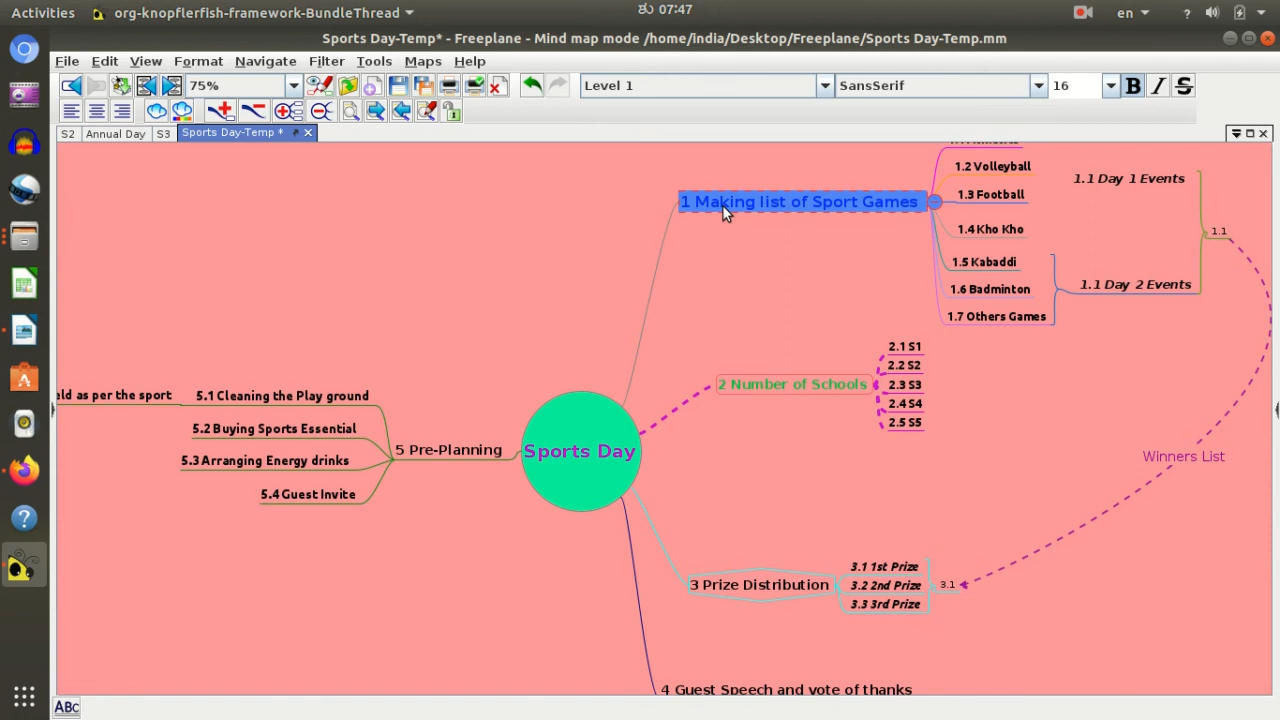 Activities
org-knopflerfish-framework-BundleThread
07:47
en
Sports Day-Temp* - Freeplane - Mind map mode /home/india/Desktop/Freeplane/Sports Day-Temp.mm
File Edit View Format Navigate Filter Tools Maps Help
75%
Level 1
SansSerif
16
B I S
S2
Annual Day
S3
Sports Day-Temp *
1 Making list of Sport Games
1.2 Volleyball
1.3 Football
1.4 Kho Kho
1.5 Kabaddi
1.6 Badminton
1.7 Others Games
1.1 Day 1 Events
1.1 Day 2 Events
1.1
2 Number of Schools
2.1 S1
2.2 S2
2.3 S3
2.4 S4
2.5 S5
Winners List
Sports Day
5 Pre-Planning
5.1 Cleaning the Play ground
as per the sport
5.2 Buying Sports Essential
5.3 Arranging Energy drinks
5.4 Guest Invite
3 Prize Distribution
3.1 1st Prize
3.2 2nd Prize
3.3 3rd Prize
3.1
4 Guest Speech and vote of thanks
ABC